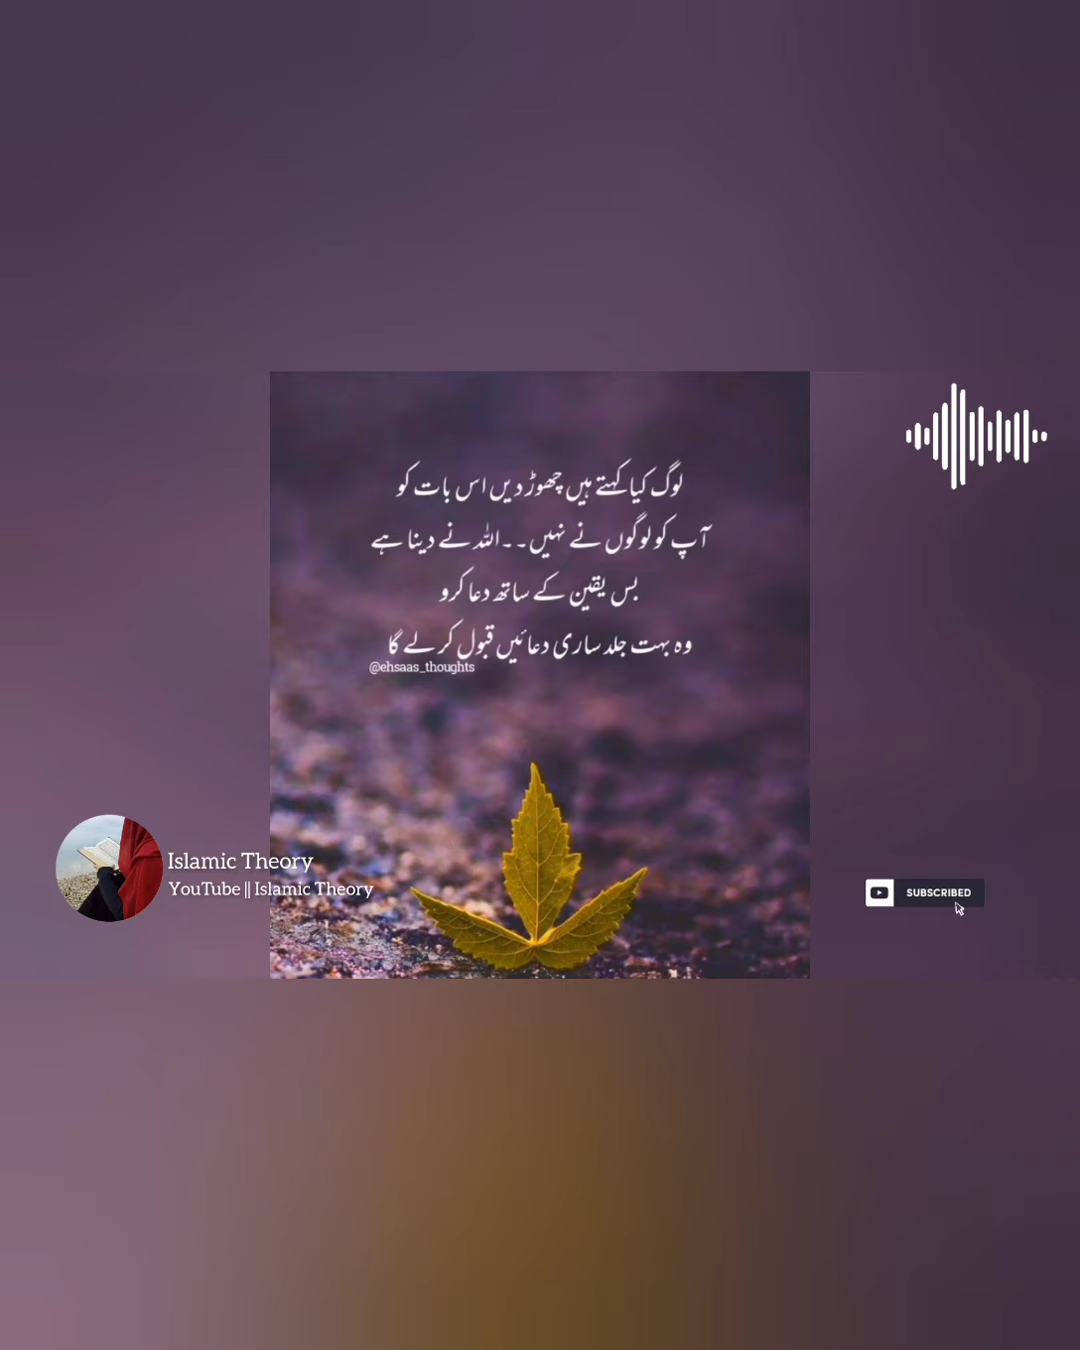 لوگ کیا کہتے ہیں چھوڑ دیں اس بات کو
آپ کو لوگوں نے نہیں۔۔اللہ نے دینا ہے
بس یقین کے ساتھ دعا کرو
وہ بہت جلد ساری دعائیں قبول کر لے گا
@ehsaas_thoughts
Islamic Theory
YouTube || Islamic Theory
SUBSCRIBED